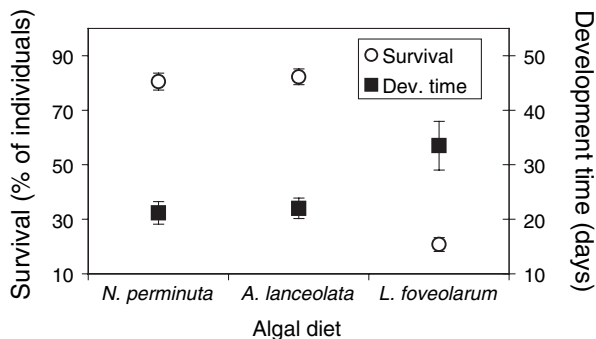 Survival (% of individuals)
90
70
50
30
10
Survival
Dev. time
50
40
30
20
10
Development time (days)
N. perminuta
A. lanceolata
L. foveolarum
Algal diet